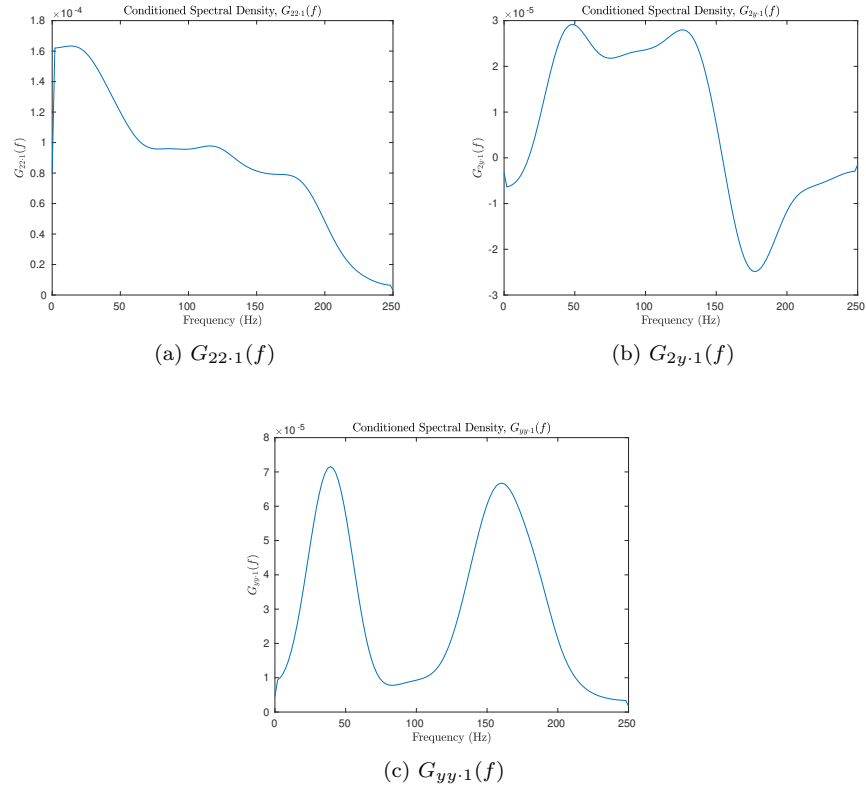 ×10⁻⁴ Conditioned Spectral Density, G₂₂.₁(f)
1.8
1.6
1.4
1.2
1
0.8
0.6
0.4
0.2
0
G₂₂.₁(f)
0 50 100 150 200 250
Frequency (Hz)
(a) G₂₂.₁(f)
×10⁻⁵ Conditioned Spectral Density, G₂y.₁(f)
3
2
1
0
-1
-2
-3
G₂y.₁(f)
0 50 100 150 200 250
Frequency (Hz)
(b) G₂y.₁(f)
×10⁻⁵ Conditioned Spectral Density, Gyy.₁(f)
8
7
6
5
4
3
2
1
0
Gyy.₁(f)
0 50 100 150 200 250
Frequency (Hz)
(c) Gyy.₁(f)